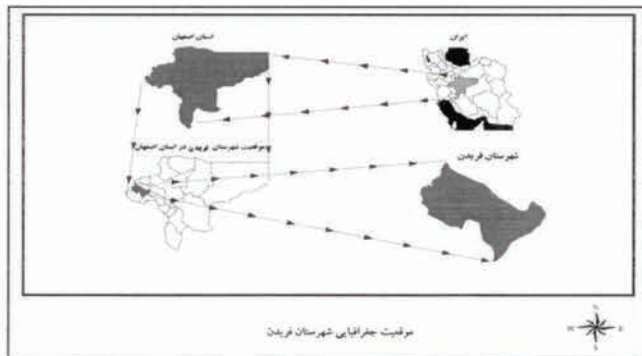 ایران
استان اصفهان
موقعیت شهرستان فریدن در استان اصفهان
شهرستان فریدن
موقعیت جغرافیایی شهرستان فریدن
N
W E
S